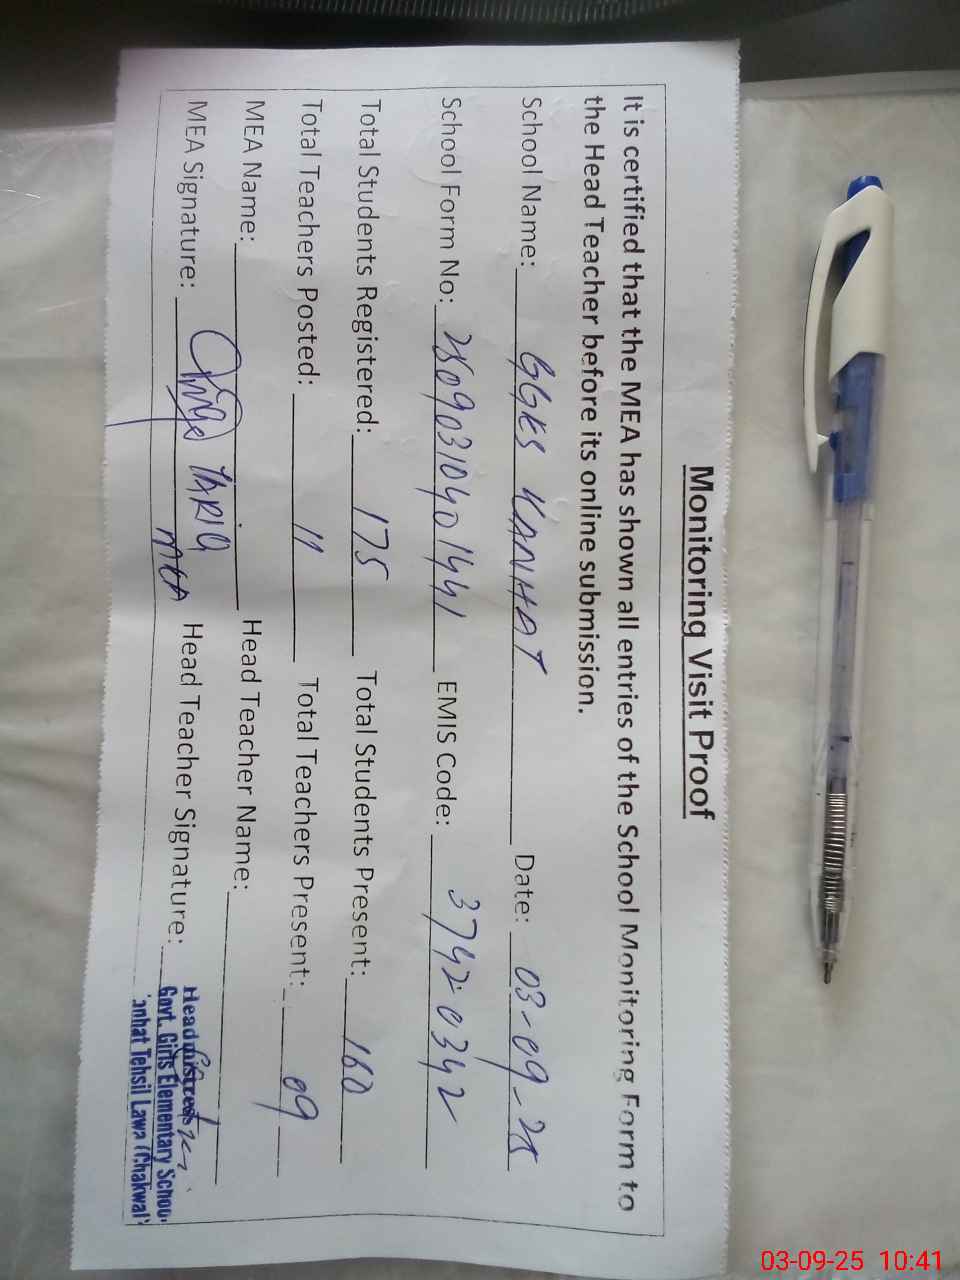 Monitoring Visit Proof
It is certified that the MEA has shown all entries of the School Monitoring Form to
the Head Teacher before its online submission.
School Name: GGES KANHAT Date: 03-09-25
School Form No: 25090310401441 EMIS Code: 37420342
Total Students Registered: 175 Total Students Present: 160
Total Teachers Posted: 11 Total Teachers Present: 09
MEA Name: TARIQ Head Teacher Name:
MEA Signature: MEA Head Teacher Signature:
Headmistress
Govt. Girls Elementary School
anhat Tehsil Lawa (Chakwal)
03-09-25 10:41